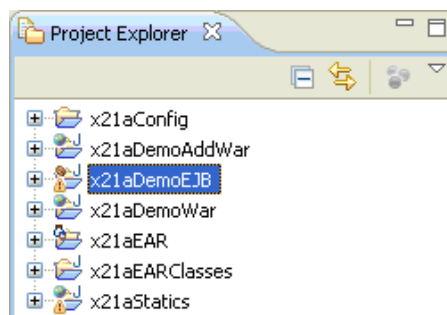 Project Explorer
x21aConfig
x21aDemoAddWar
x21aDemoEJB
x21aDemoWar
x21aEAR
x21aEARClasses
x21aStatics